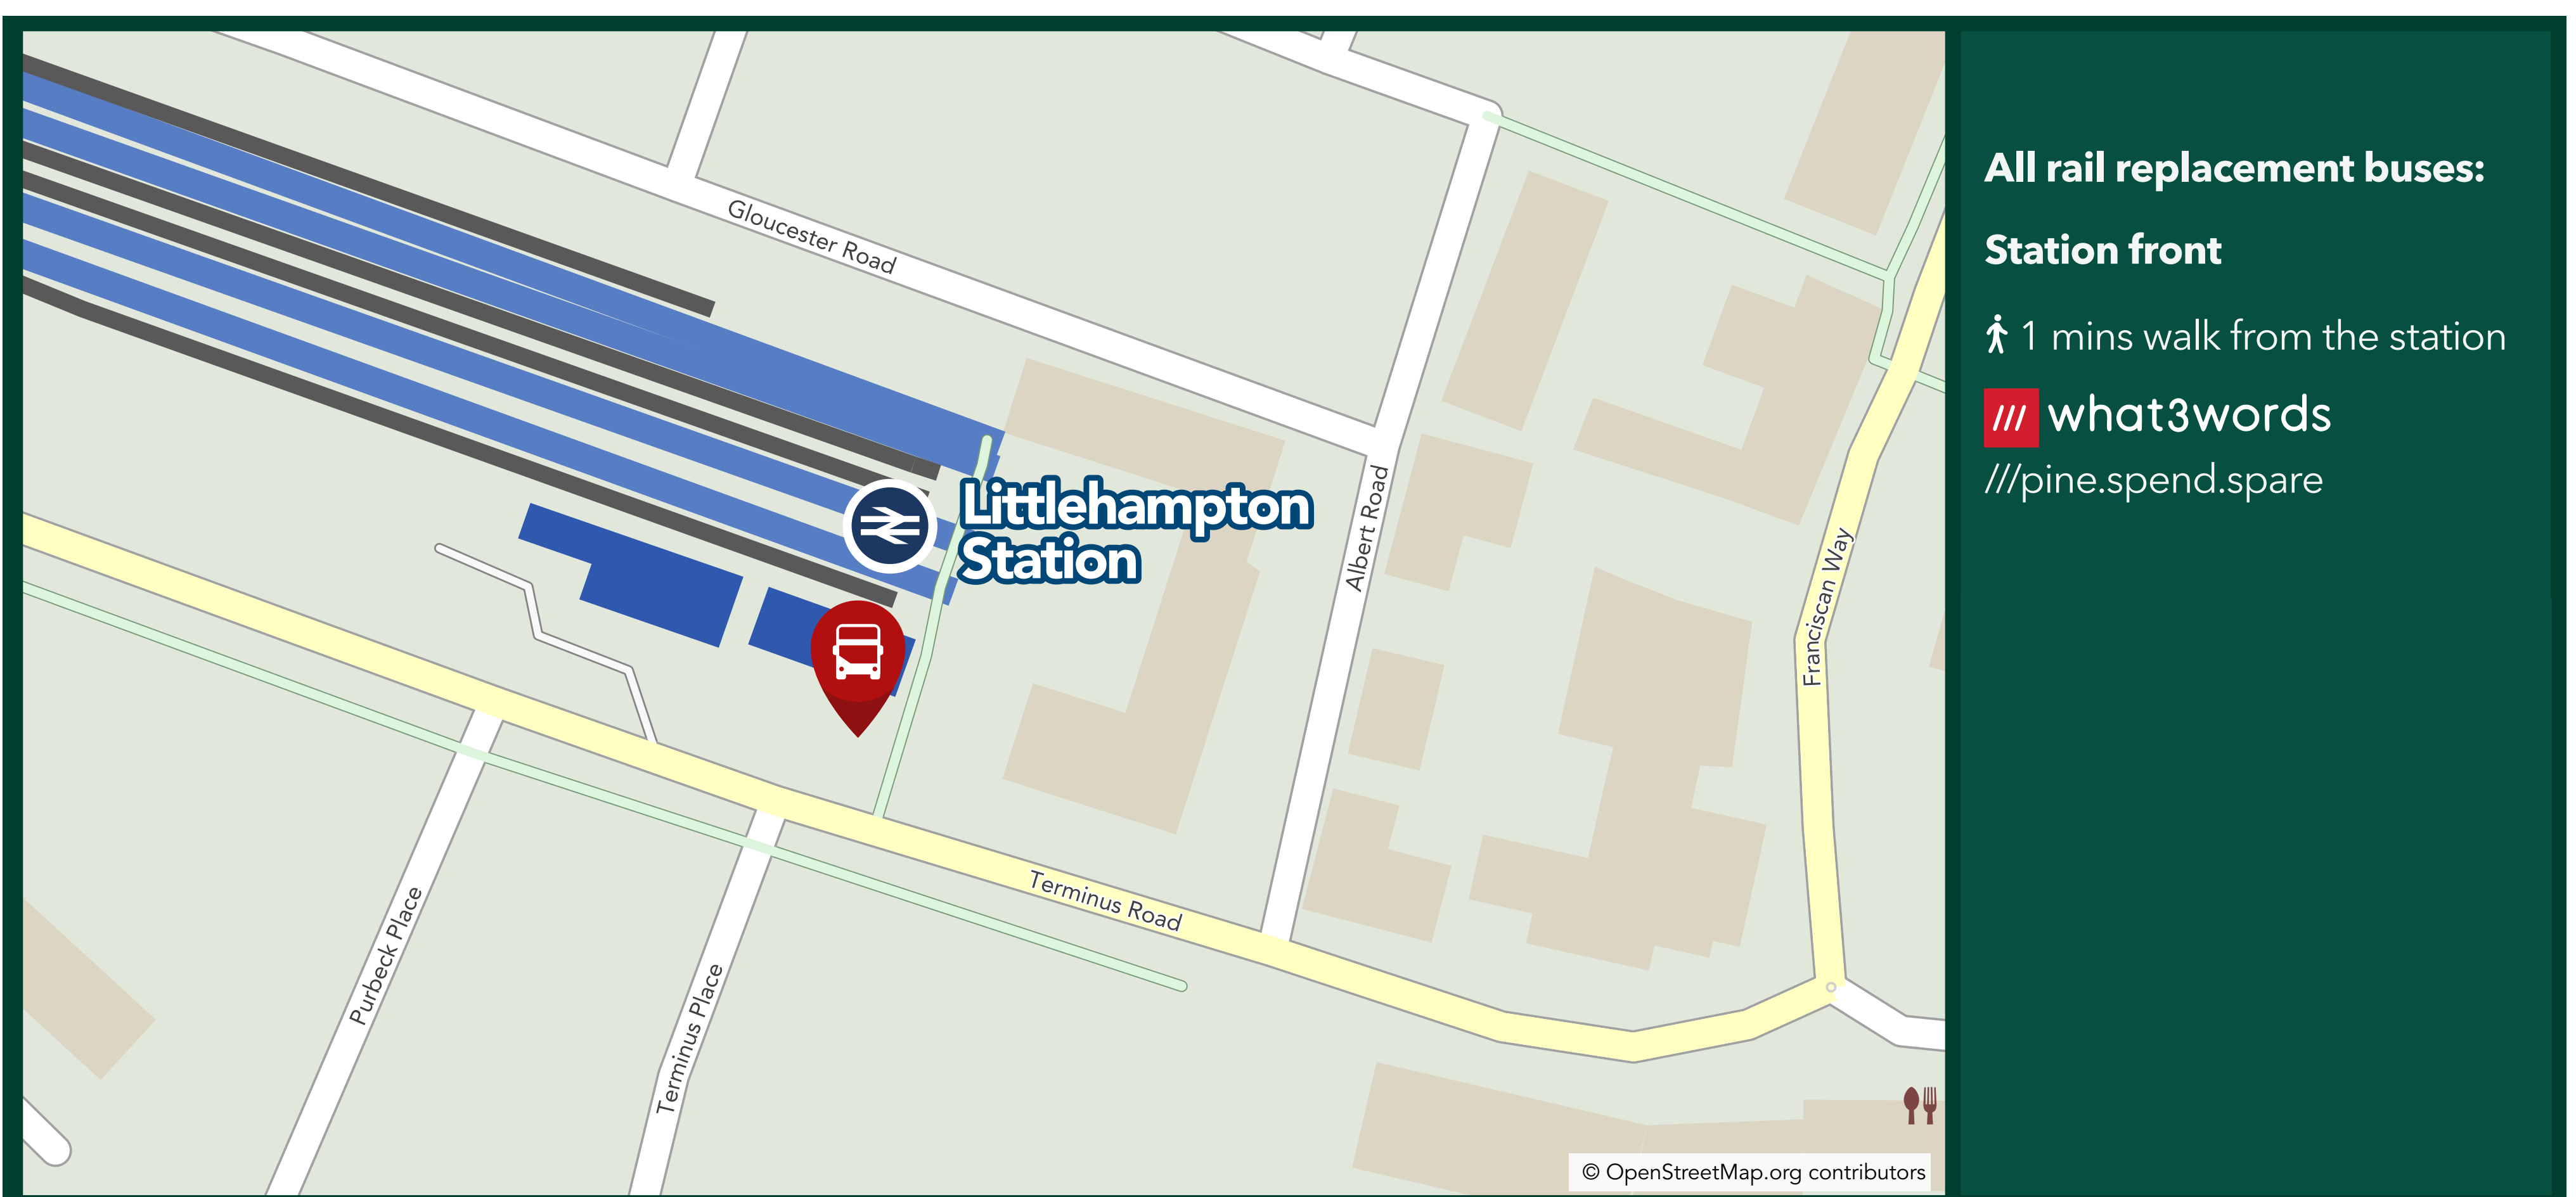 Gloucester Road
Littlehampton
Station
Albert Road
Franciscan Way
Terminus Road
Purbeck Place
Terminus Place
© OpenStreetMap.org contributors
All rail replacement buses:
Station front
1 mins walk from the station
what3words
///pine.spend.spare